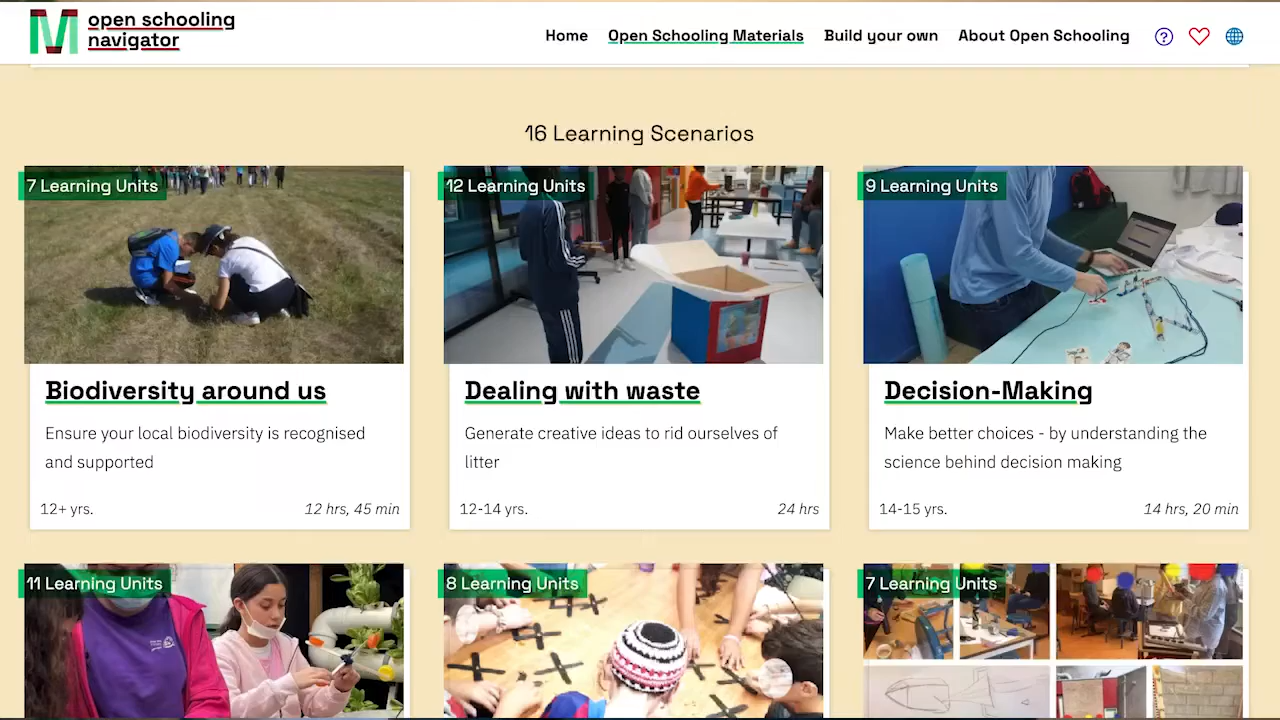 open schooling
navigator
Home Open Schooling Materials Build your own About Open Schooling ?
16 Learning Scenarios
7 Learning Units
Biodiversity around us
Ensure your local biodiversity is recognised
and supported
12+ yrs. 12 hrs, 45 min
12 Learning Units
Dealing with waste
Generate creative ideas to rid ourselves of
litter
12-14 yrs. 24 hrs
9 Learning Units
Decision-Making
Make better choices - by understanding the
science behind decision making
14-15 yrs. 14 hrs, 20 min
11 Learning Units
8 Learning Units
7 Learning Units